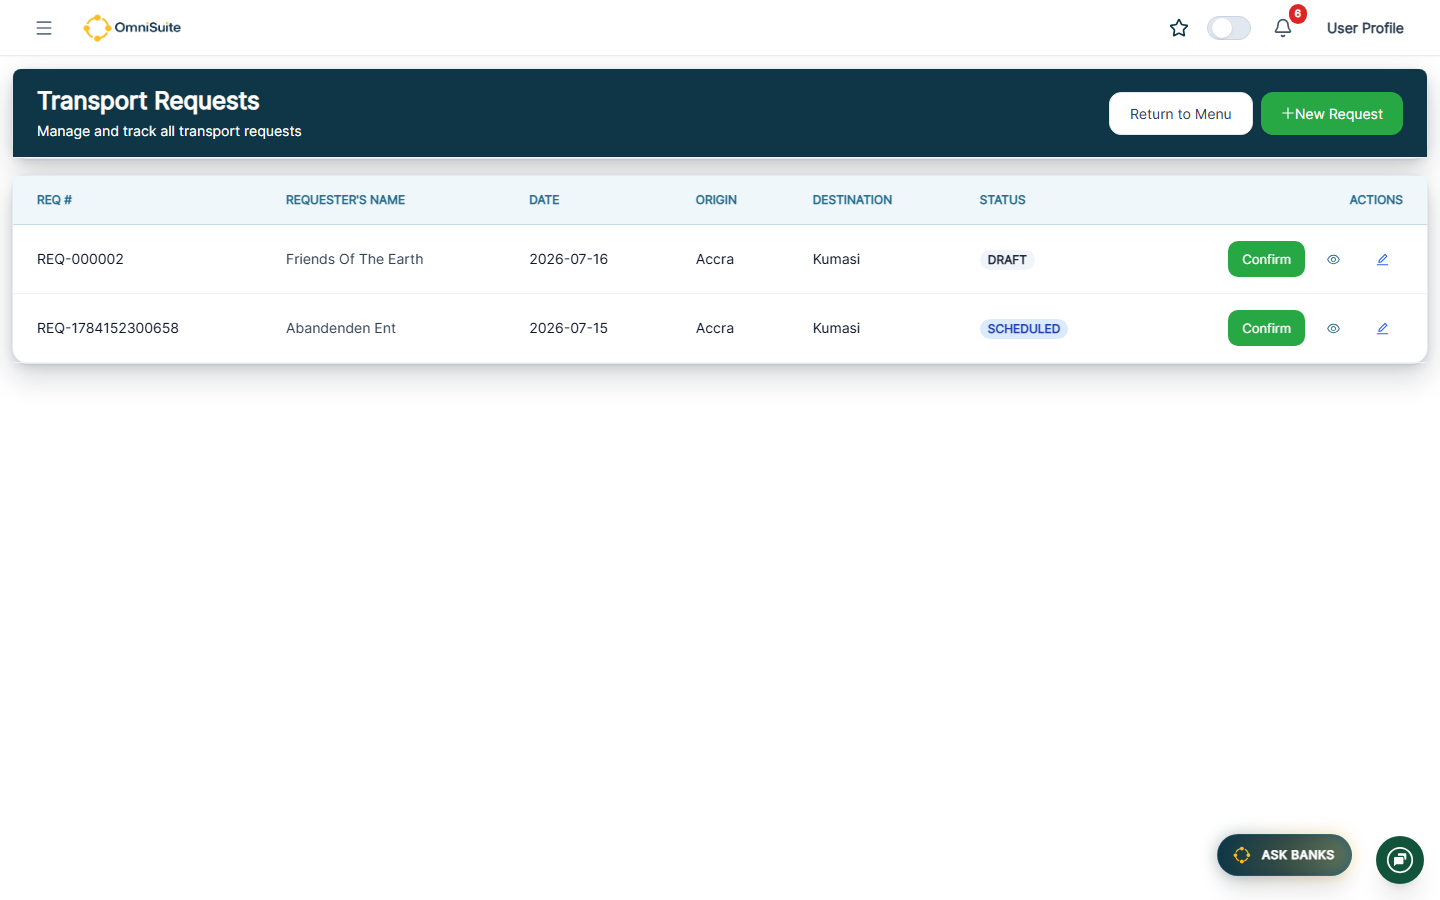 OmniSuite
6
User Profile
Transport Requests
Manage and track all transport requests
Return to Menu
+New Request
REQ # REQUESTER'S NAME DATE ORIGIN DESTINATION STATUS ACTIONS
REQ-000002 Friends Of The Earth 2026-07-16 Accra Kumasi DRAFT Confirm
REQ-1784152300658 Abandenden Ent 2026-07-15 Accra Kumasi SCHEDULED Confirm
ASK BANKS